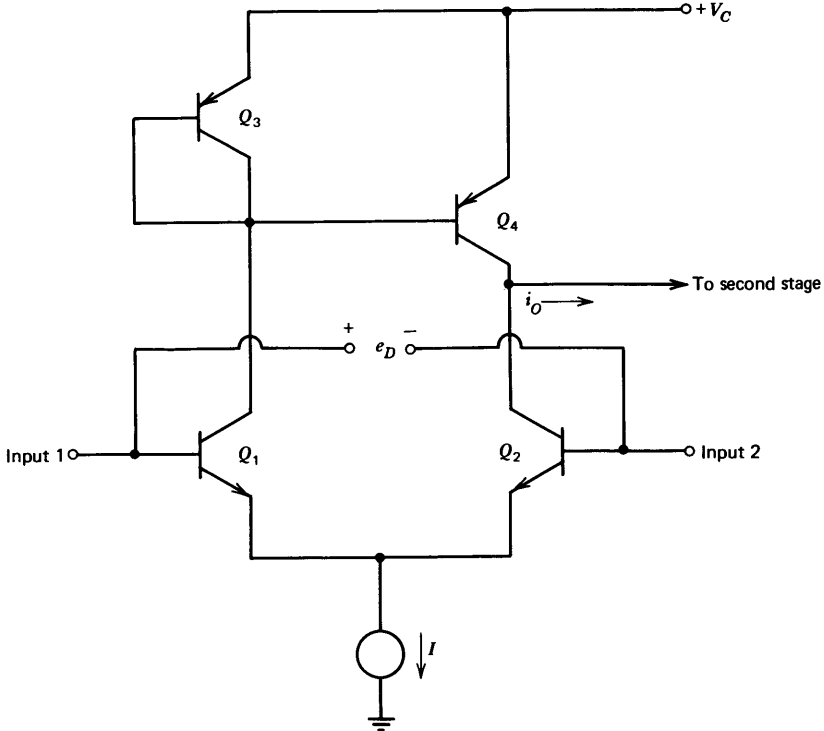 +V_C
Q_3
Q_4
To second stage
i_O
+ e_D −
Input 1
Q_1
Q_2
Input 2
I